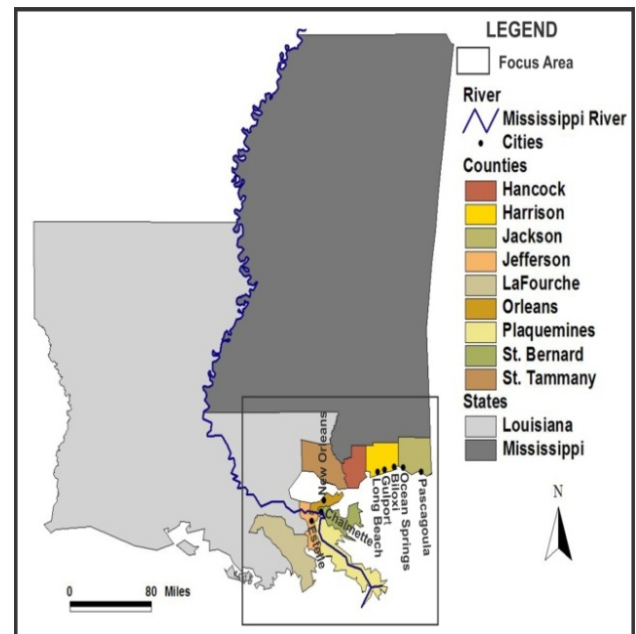 LEGEND
Focus Area
River
Mississippi River
Cities
Counties
Hancock
Harrison
Jackson
Jefferson
LaFourche
Orleans
Plaquemines
St. Bernard
St. Tammany
States
Louisiana
Mississippi
N
New Orleans
Chalmette
Estelle
Long Beach
Gulfport
Biloxi
Ocean Springs
Pascagoula
0 80 Miles